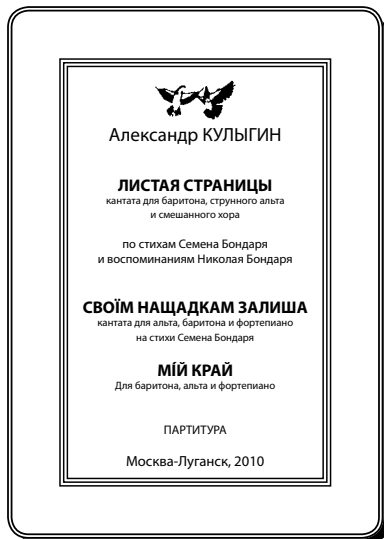 Александр КУЛЫГИН
ЛИСТАЯ СТРАНИЦЫ
кантата для баритона, струнного альта
и смешанного хора
по стихам Семена Бондаря
и воспоминаниям Николая Бондаря
СВОЇМ НАЩАДКАМ ЗАЛИША
кантата для альта, баритона и фортепиано
на стихи Семена Бондаря
МІЙ КРАЙ
Для баритона, альта и фортепиано
ПАРТИТУРА
Москва-Луганск, 2010